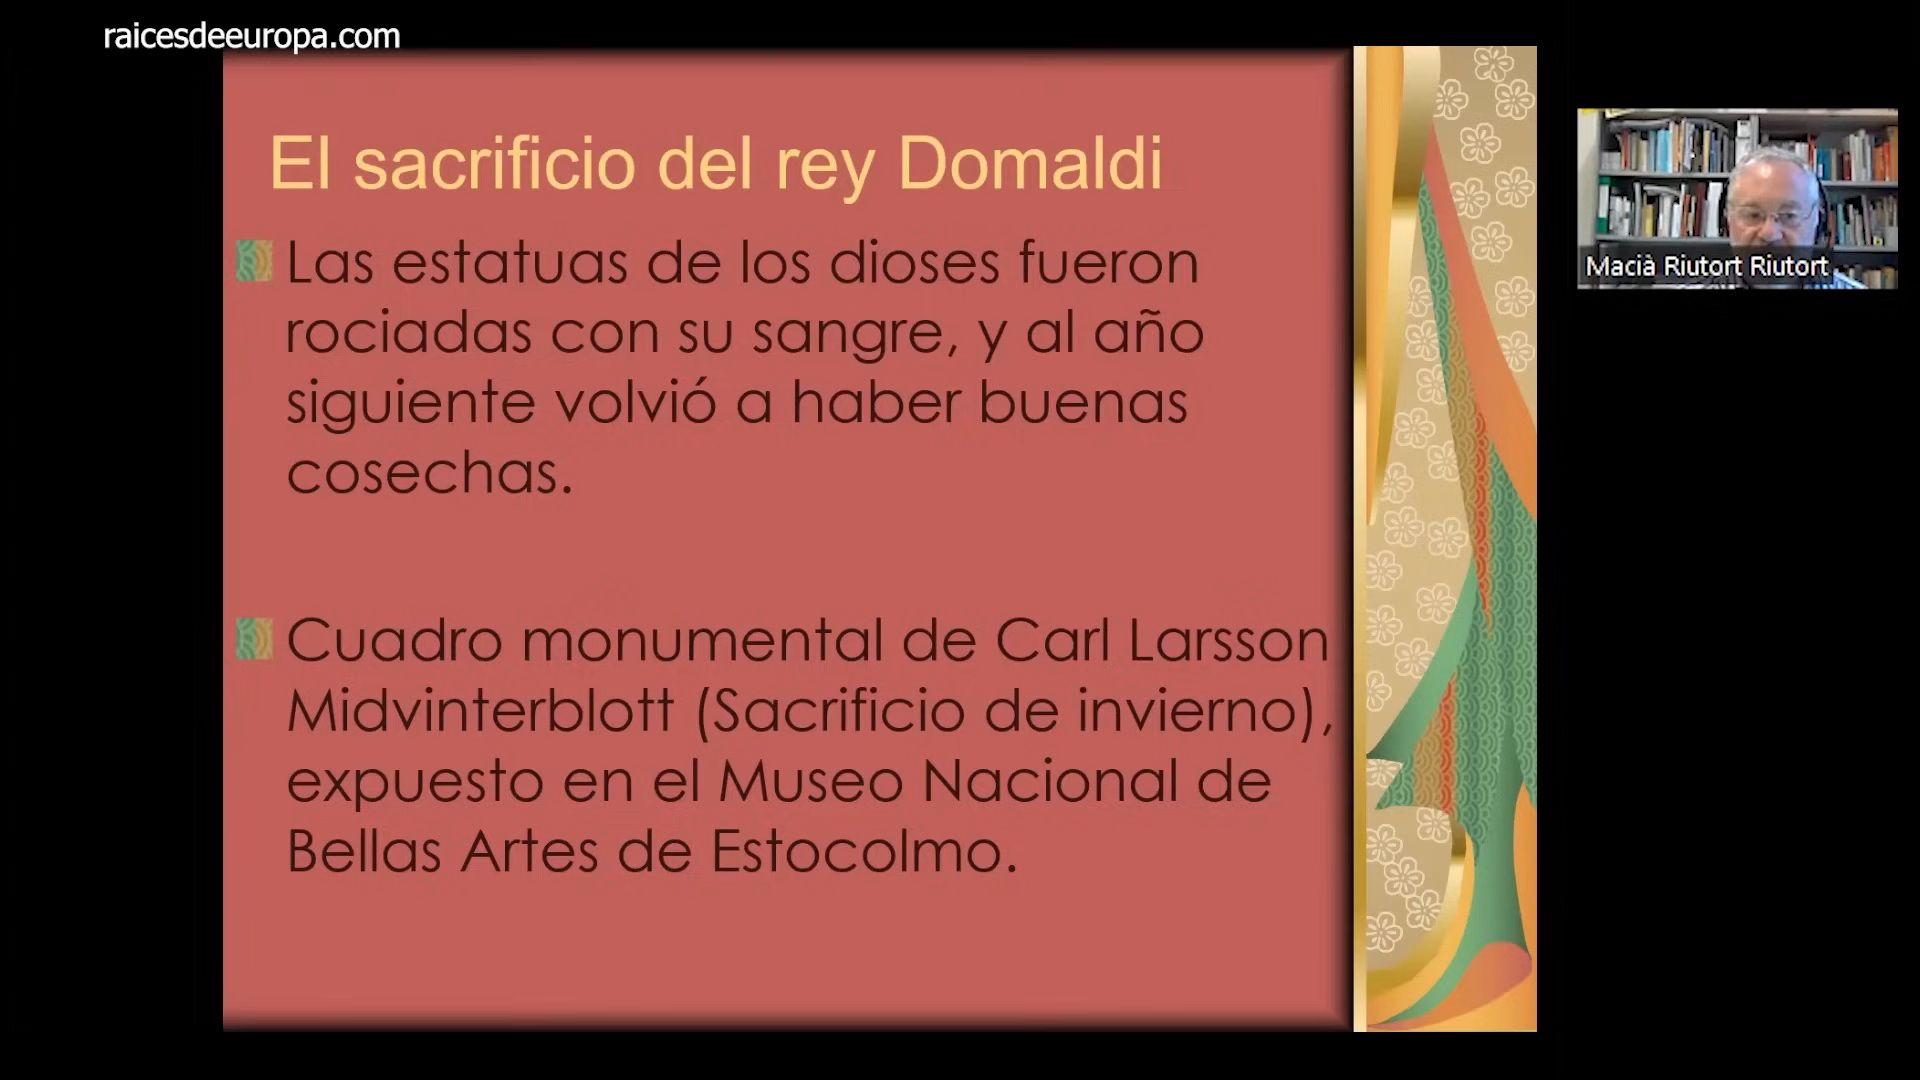 raicesdeeuropa.com
El sacrificio del rey Domaldi
Las estatuas de los dioses fueron
rociadas con su sangre, y al año
siguiente volvió a haber buenas
cosechas.
Cuadro monumental de Carl Larsson
Midvinterblott (Sacrificio de invierno),
expuesto en el Museo Nacional de
Bellas Artes de Estocolmo.
Macià Riutort Riutort